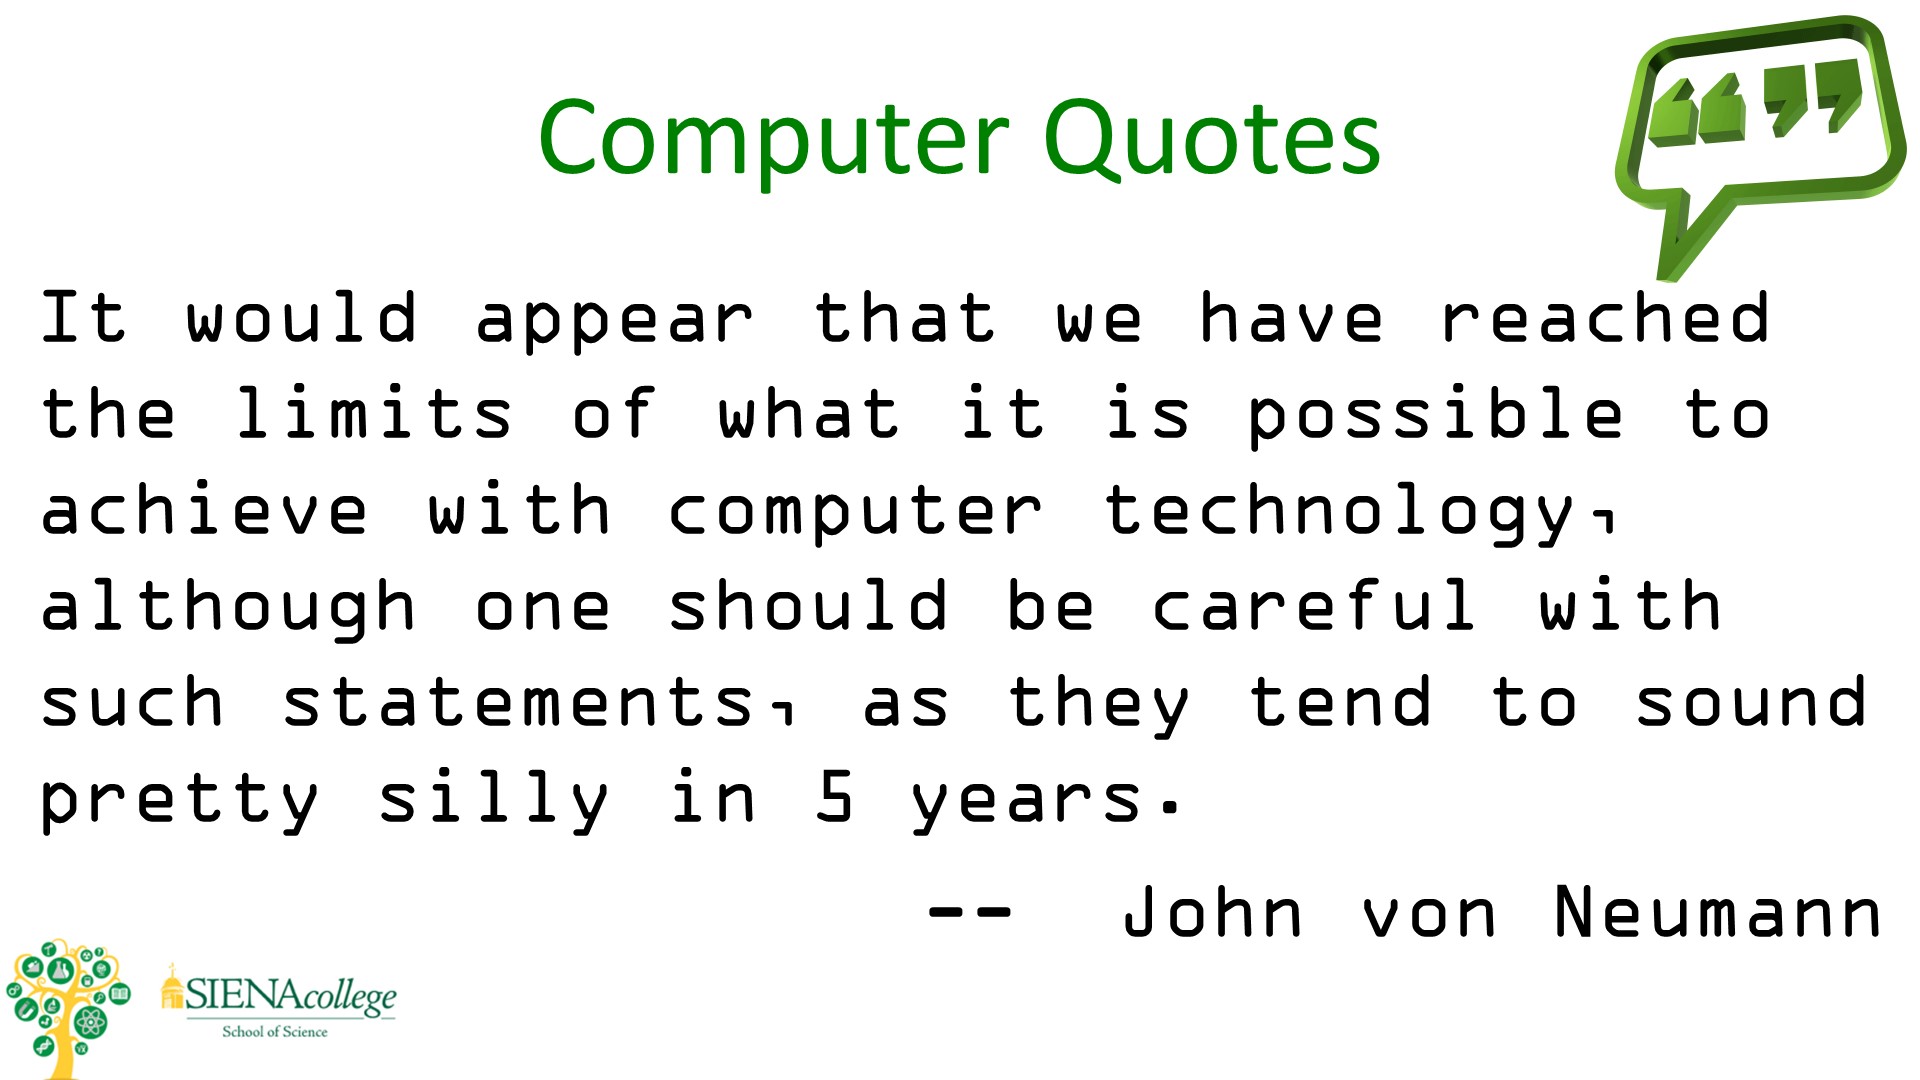 Computer Quotes
It would appear that we have reached
the limits of what it is possible to
achieve with computer technology,
although one should be careful with
such statements, as they tend to sound
pretty silly in 5 years.
-- John von Neumann
SIENAcollege
School of Science